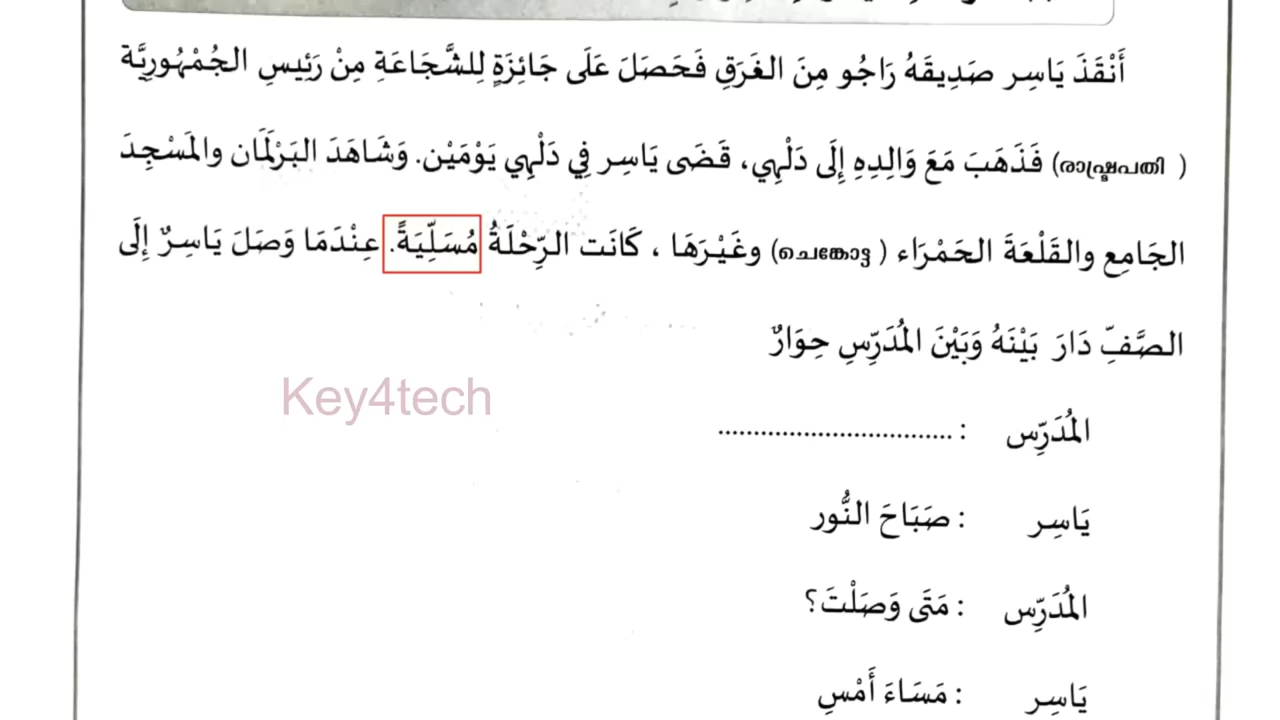 أَنْقَذَ يَاسِر صَدِيقَهُ رَاجُو مِنَ الغَرَقِ فَحَصَلَ عَلَى جَائِزَةٍ لِلشَّجَاعَةِ مِنْ رَئِيسِ الجُمْهُورِيَّة
( രാഷ്ട്രപതി) فَذَهَبَ مَعَ وَالِدِهِ إِلَى دَلْهِي، قَضَى يَاسِر فِي دَلْهِي يَوْمَيْن. وَشَاهَدَ البَرْلَمَان والمَسْجِدَ
الجَامِع والقَلْعَةَ الحَمْرَاء ( ചെങ്കോട്ട) وغَيْرَهَا ، كَانَت الرِّحْلَةُ مُسَلِّيَةً. عِنْدَمَا وَصَلَ يَاسِرٌ إِلَى
الصَّفِّ دَارَ بَيْنَهُ وَبَيْنَ المُدَرِّسِ حِوَارٌ
Key4tech
المُدَرِّس : .................................
يَاسِر : صَبَاحَ النُّور
المُدَرِّس : مَتَى وَصَلْتَ؟
يَاسِر : مَسَاءَ أَمْسِ